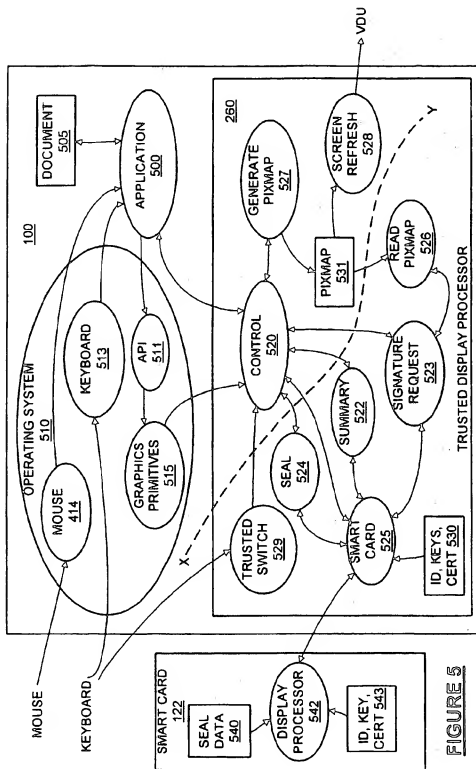 100
DOCUMENT
505
OPERATING SYSTEM
510
MOUSE
414
KEYBOARD
513
APPLICATION
500
API
511
GRAPHICS
PRIMITIVES
515
MOUSE
KEYBOARD
260
X
TRUSTED
SWITCH
529
CONTROL
520
GENERATE
PIXMAP
527
SEAL
524
SUMMARY
522
PIXMAP
531
SCREEN
REFRESH
528
VDU
SMART
CARD
525
SIGNATURE
REQUEST
523
READ
PIXMAP
526
Y
ID, KEYS,
CERT 530
TRUSTED DISPLAY PROCESSOR
SMART CARD
122
SEAL
DATA
540
DISPLAY
PROCESSOR
542
ID, KEY,
CERT 543
FIGURE 5